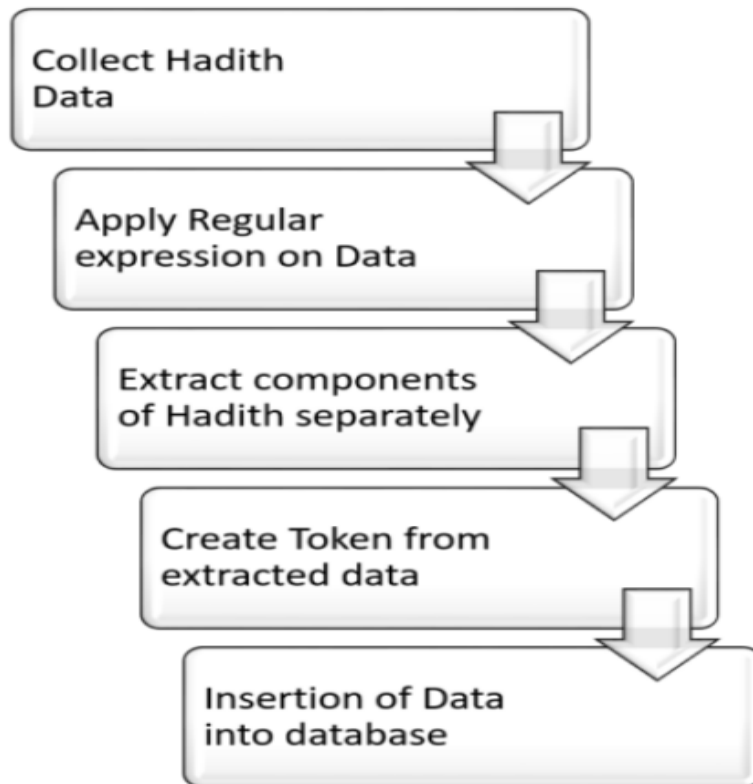 Collect Hadith
Data
Apply Regular
expression on Data
Extract components
of Hadith separately
Create Token from
extracted data
Insertion of Data
into database